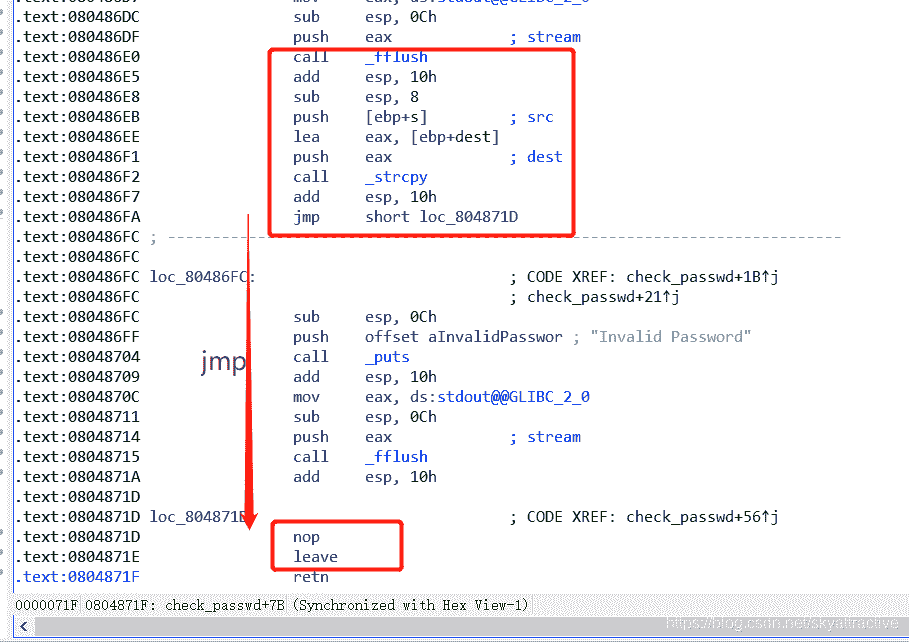 .text:080486D7 mov eax, ds:stdout@@GLIBC_2_0
.text:080486DC sub esp, 0Ch
.text:080486DF push eax ; stream
.text:080486E0 call _fflush
.text:080486E5 add esp, 10h
.text:080486E8 sub esp, 8
.text:080486EB push [ebp+s] ; src
.text:080486EE lea eax, [ebp+dest]
.text:080486F1 push eax ; dest
.text:080486F2 call _strcpy
.text:080486F7 add esp, 10h
.text:080486FA jmp short loc_804871D
.text:080486FC ; ---------------------------------------------------------------------------
.text:080486FC
.text:080486FC loc_80486FC: ; CODE XREF: check_passwd+1B↑j
.text:080486FC ; check_passwd+21↑j
.text:080486FC sub esp, 0Ch
.text:080486FF push offset aInvalidPasswor ; "Invalid Password"
.text:08048704 call _puts
jmp
.text:08048709 add esp, 10h
.text:0804870C mov eax, ds:stdout@@GLIBC_2_0
.text:08048711 sub esp, 0Ch
.text:08048714 push eax ; stream
.text:08048715 call _fflush
.text:0804871A add esp, 10h
.text:0804871D
.text:0804871D loc_804871D: ; CODE XREF: check_passwd+56↑j
.text:0804871D nop
.text:0804871E leave
.text:0804871F retn
0000071F 0804871F: check_passwd+7B (Synchronized with Hex View-1)
https://blog.csdn.net/skyattractive